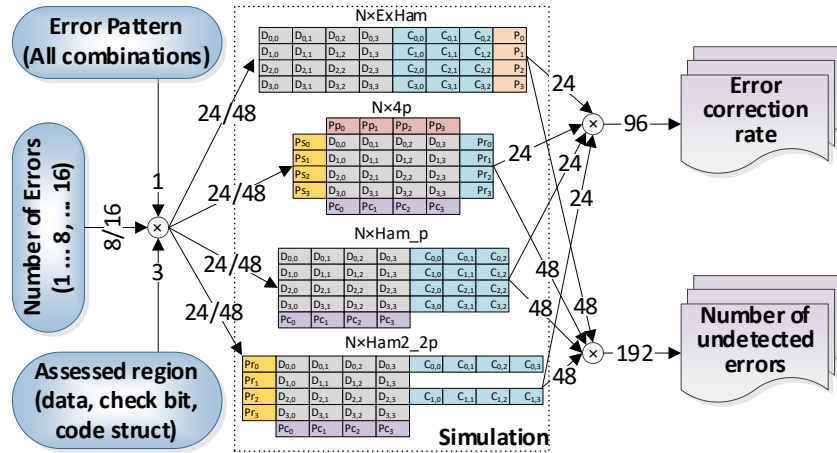 Error Pattern
(All combinations)
Number of Errors
(1 ... 8, ... 16)
Assessed region
(data, check bit,
code struct)
1
8/16
3
×
24/48
24/48
24/48
24/48
N×ExHam
D0,0 D0,1 D0,2 D0,3 C0,0 C0,1 C0,2 P0
D1,0 D1,1 D1,2 D1,3 C1,0 C1,1 C1,2 P1
D2,0 D2,1 D2,2 D2,3 C2,0 C2,1 C2,2 P2
D3,0 D3,1 D3,2 D3,3 C3,0 C3,1 C3,2 P3
N×4p
Pp0 Pp1 Pp2 Pp3
Ps0 D0,0 D0,1 D0,2 D0,3 Pr0
Ps1 D1,0 D1,1 D1,2 D1,3 Pr1
Ps2 D2,0 D2,1 D2,2 D2,3 Pr2
Ps3 D3,0 D3,1 D3,2 D3,3 Pr3
Pc0 Pc1 Pc2 Pc3
N×Ham_p
D0,0 D0,1 D0,2 D0,3 C0,0 C0,1 C0,2
D1,0 D1,1 D1,2 D1,3 C1,0 C1,1 C1,2
D2,0 D2,1 D2,2 D2,3 C2,0 C2,1 C2,2
D3,0 D3,1 D3,2 D3,3 C3,0 C3,1 C3,2
Pc0 Pc1 Pc2 Pc3
N×Ham2_2p
Pr0 D0,0 D0,1 D0,2 D0,3 C0,0 C0,1 C0,2 C0,3
Pr1 D1,0 D1,1 D1,2 D1,3
Pr2 D2,0 D2,1 D2,2 D2,3 C1,0 C1,1 C1,2 C1,3
Pr3 D3,0 D3,1 D3,2 D3,3
Pc0 Pc1 Pc2 Pc3
Simulation
24
24
24
24
48
48
48
48
×
96
Error
correction
rate
×
192
Number of
undetected
errors